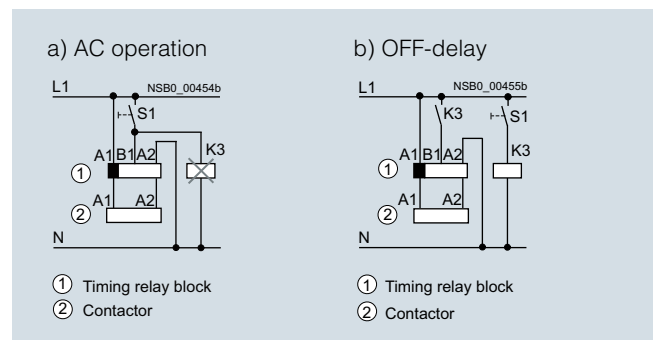 a) AC operation
L1
NSB0_00454b
S1
A1 B1 A2
K3
1
A1 A2
2
N
1 Timing relay block
2 Contactor
b) OFF-delay
L1
NSB0_00455b
K3
S1
A1 B1 A2
K3
1
A1 A2
2
N
1 Timing relay block
2 Contactor